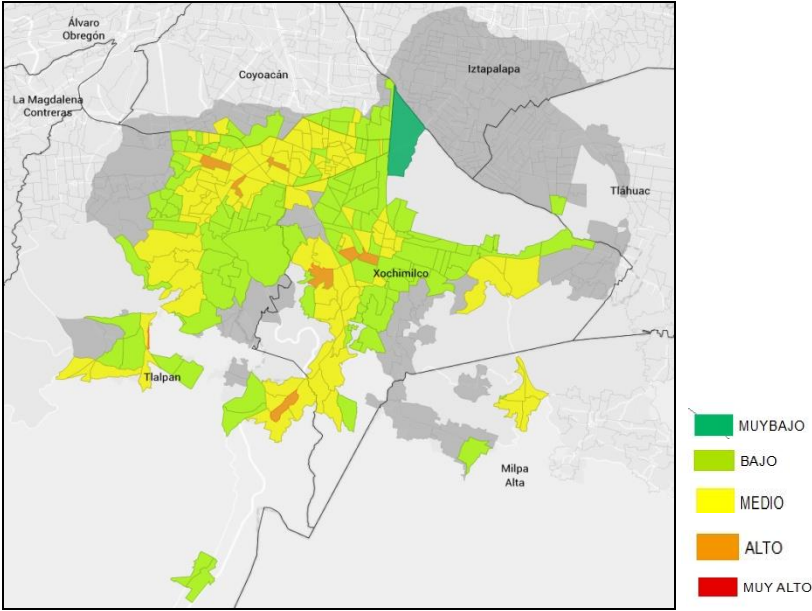 Álvaro
Obregón
Coyoacán
Iztapalapa
La Magdalena
Contreras
Tláhuac
Xochimilco
Tlalpan
Milpa
Alta
MUYBAJO
BAJO
MEDIO
ALTO
MUY ALTO